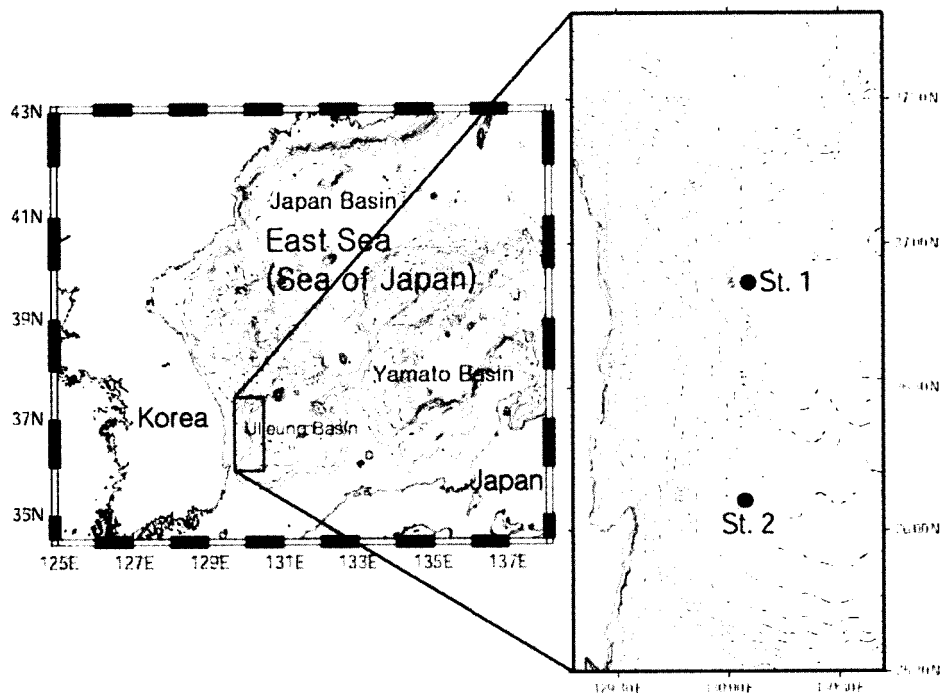 43N
41N
39N
37N
35N
Japan Basin
East Sea
(Sea of Japan)
Yamato Basin
Korea
Ulleung Basin
Japan
125E 127E 129E 131E 133E 135E 137E
St. 1
St. 2